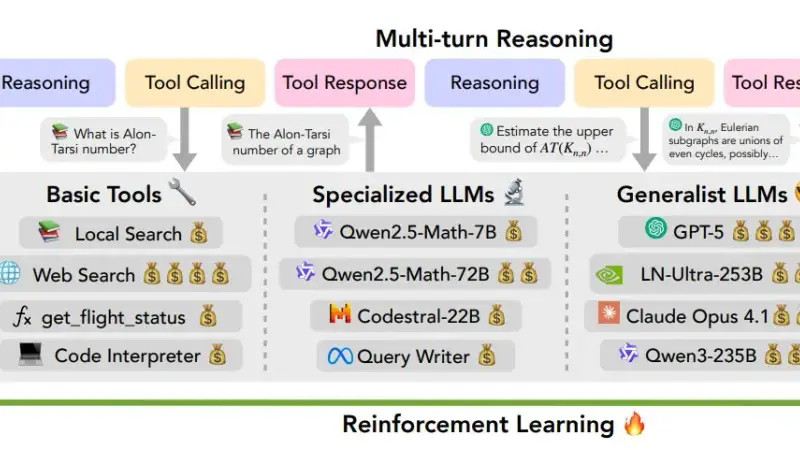 Multi-turn Reasoning
Reasoning
Tool Calling
Tool Response
Reasoning
Tool Calling
Tool Res
What is Alon-
Tarsi number?
The Alon-Tarsi
number of a graph
Estimate the upper
bound of AT(Kn,n) ...
In Kn,n, Eulerian
subgraphs are unions of
even cycles, possibly...
Basic Tools
Local Search
Web Search
fx get_flight_status
Code Interpreter
Specialized LLMs
Qwen2.5-Math-7B
Qwen2.5-Math-72B
Codestral-22B
Query Writer
Generalist LLMs
GPT-5
LN-Ultra-253B
Claude Opus 4.1
Qwen3-235B
Reinforcement Learning